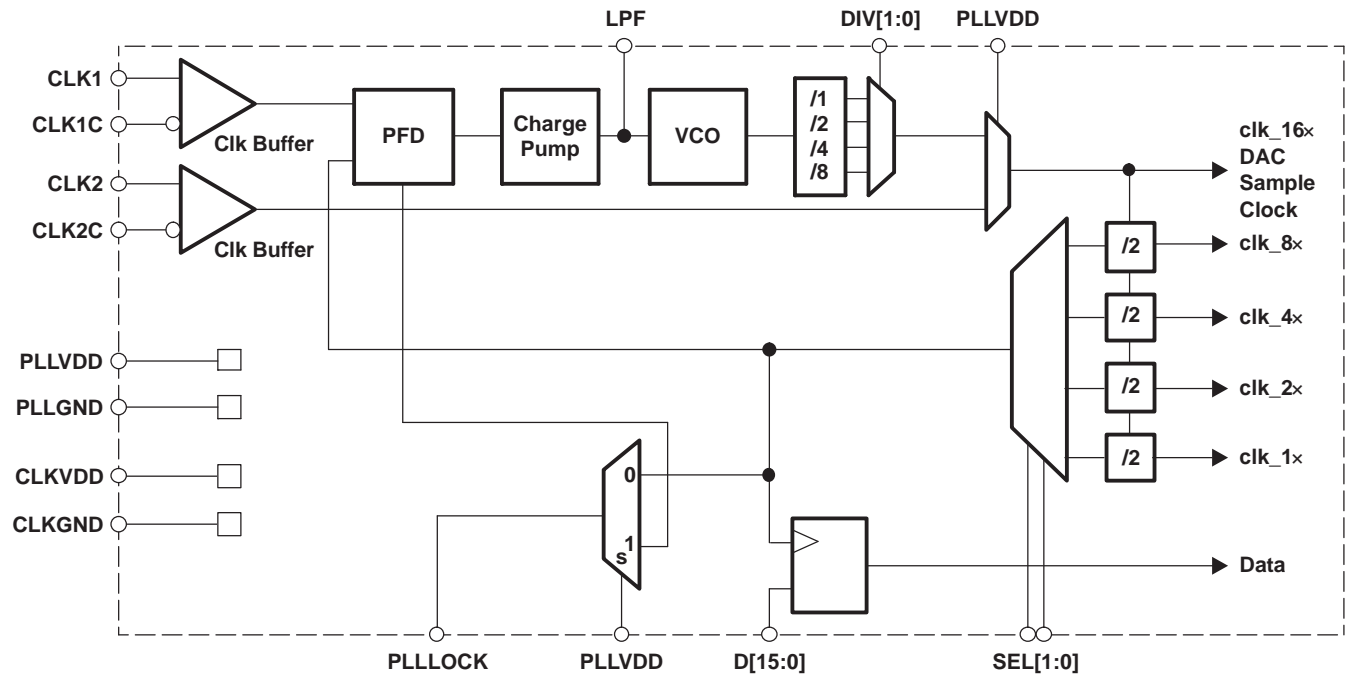 LPF
DIV[1:0]
PLLVDD
CLK1
CLK1C
Clk Buffer
CLK2
CLK2C
Clk Buffer
PFD
Charge
Pump
VCO
/1
/2
/4
/8
clk_16×
DAC
Sample
Clock
/2
clk_8×
/2
clk_4×
/2
clk_2×
/2
clk_1×
PLLVDD
PLLGND
CLKVDD
CLKGND
0
1
s
Data
PLLLOCK
PLLVDD
D[15:0]
SEL[1:0]